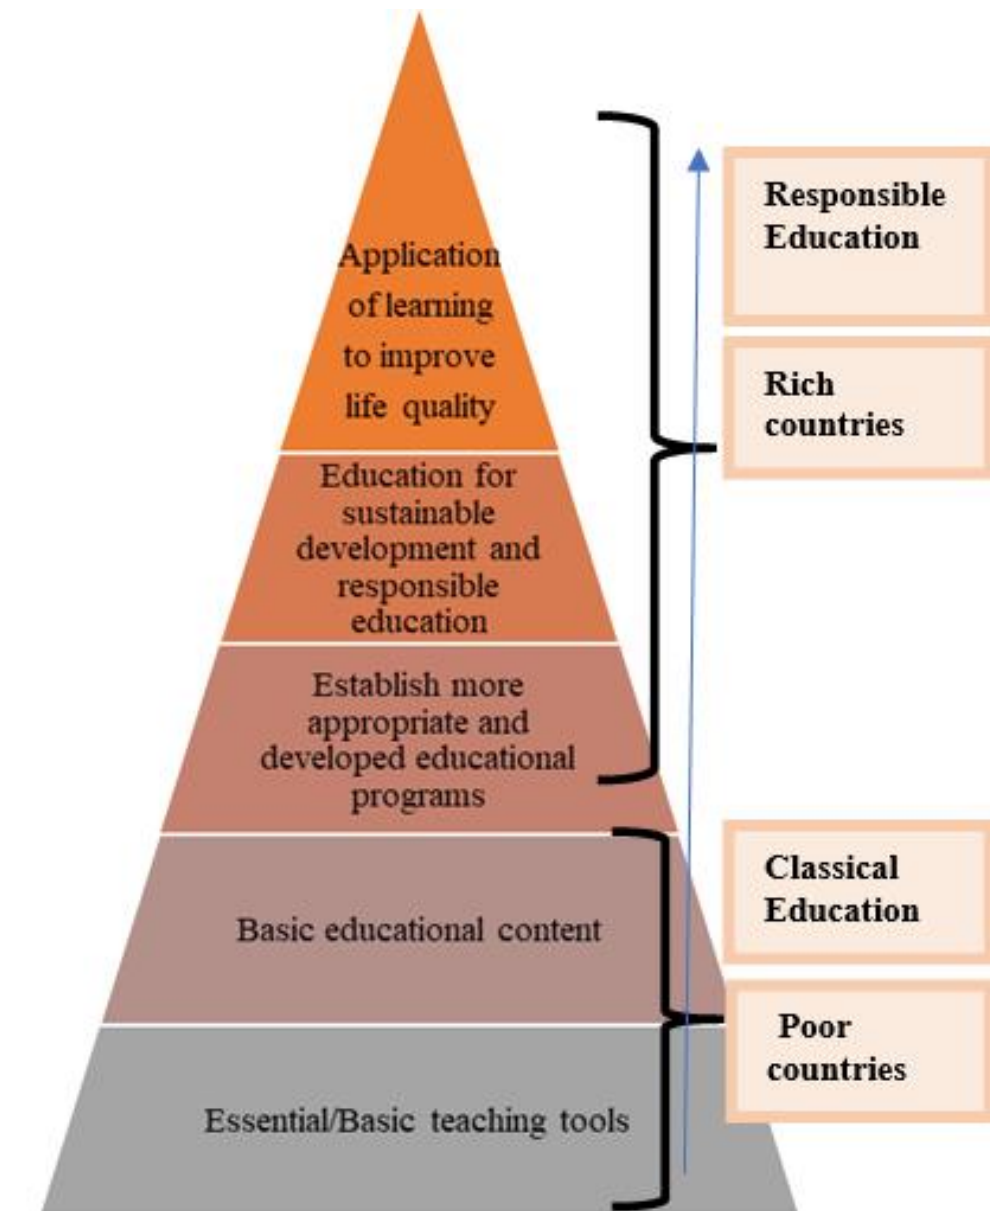 Application
of learning
to improve
life quality
Education for
sustainable
development and
responsible
education
Establish more
appropriate and
developed educational
programs
Basic educational content
Essential/Basic teaching tools
Responsible
Education
Rich
countries
Classical
Education
Poor
countries